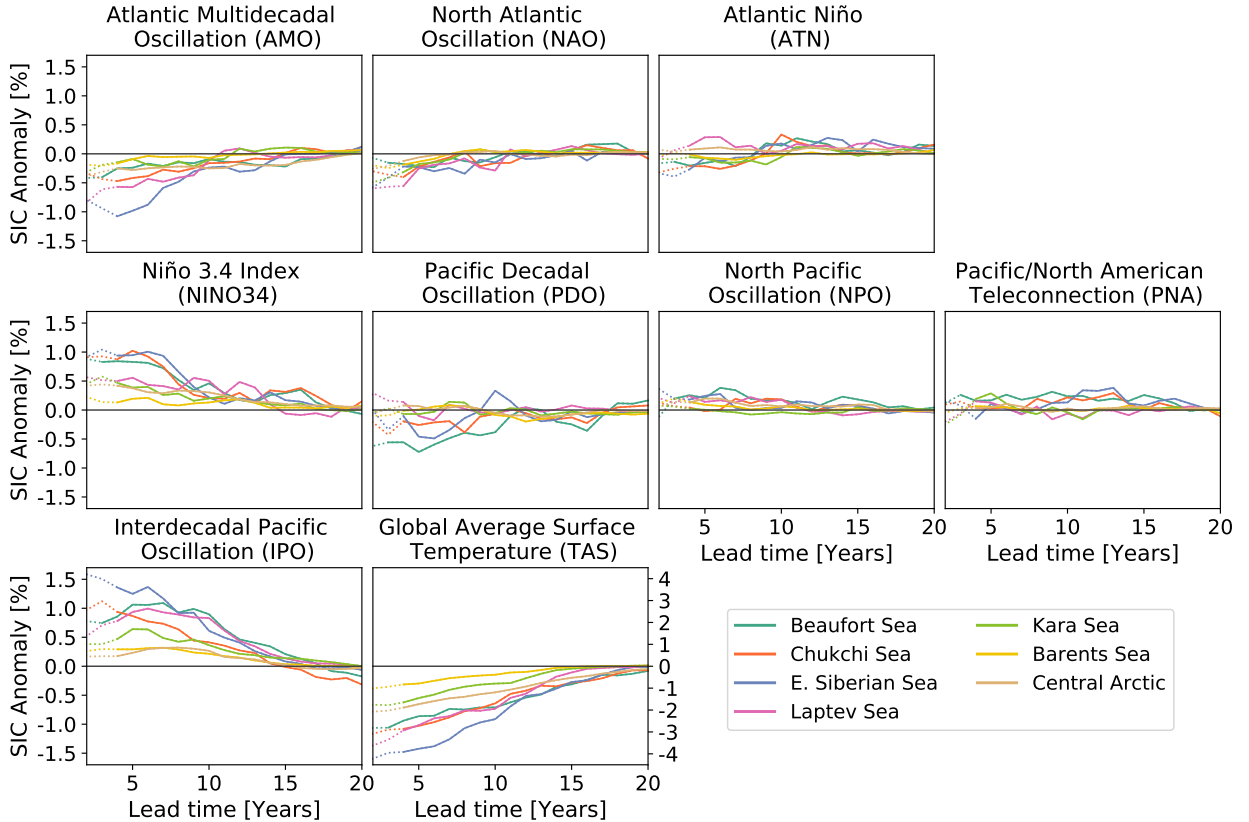 Atlantic Multidecadal
Oscillation (AMO)
North Atlantic
Oscillation (NAO)
Atlantic Niño
(ATN)
SIC Anomaly [%]
1.5
1.0
0.5
0.0
-0.5
-1.0
-1.5
Niño 3.4 Index
(NINO34)
Pacific Decadal
Oscillation (PDO)
North Pacific
Oscillation (NPO)
Pacific/North American
Teleconnection (PNA)
SIC Anomaly [%]
1.5
1.0
0.5
0.0
-0.5
-1.0
-1.5
5 10 15 20
Lead time [Years]
5 10 15 20
Lead time [Years]
Interdecadal Pacific
Oscillation (IPO)
Global Average Surface
Temperature (TAS)
SIC Anomaly [%]
1.5
1.0
0.5
0.0
-0.5
-1.0
-1.5
4
3
2
1
0
-1
-2
-3
-4
5 10 15 20
Lead time [Years]
5 10 15 20
Lead time [Years]
Beaufort Sea
Chukchi Sea
E. Siberian Sea
Laptev Sea
Kara Sea
Barents Sea
Central Arctic